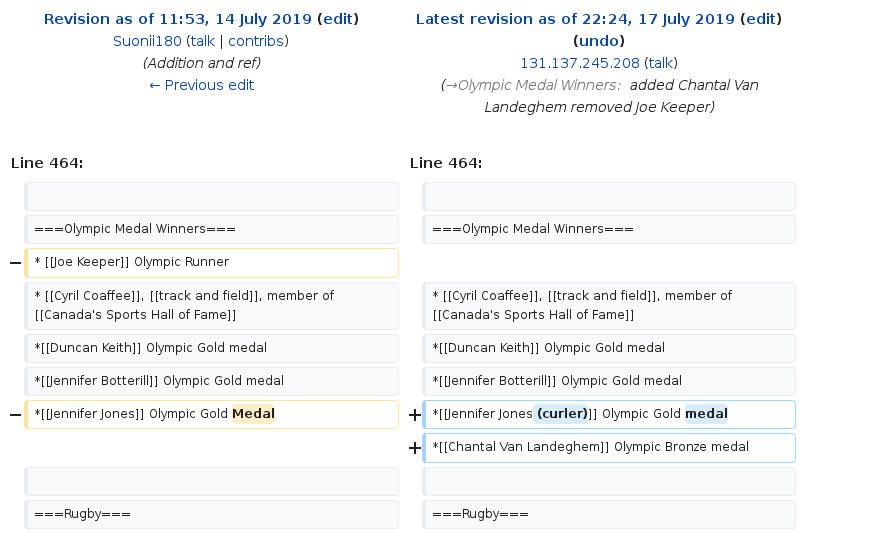 Revision as of 11:53, 14 July 2019 (edit)
Suonii180 (talk | contribs)
(Addition and ref)
← Previous edit
Latest revision as of 22:24, 17 July 2019 (edit)
(undo)
131.137.245.208 (talk)
(→Olympic Medal Winners: added Chantal Van
Landeghem removed Joe Keeper)
Line 464:
Line 464:
===Olympic Medal Winners===
===Olympic Medal Winners===
− * [[Joe Keeper]] Olympic Runner
* [[Cyril Coaffee]], [[track and field]], member of
[[Canada's Sports Hall of Fame]]
* [[Cyril Coaffee]], [[track and field]], member of
[[Canada's Sports Hall of Fame]]
*[[Duncan Keith]] Olympic Gold medal
*[[Duncan Keith]] Olympic Gold medal
*[[Jennifer Botterill]] Olympic Gold medal
*[[Jennifer Botterill]] Olympic Gold medal
− *[[Jennifer Jones]] Olympic Gold Medal
+ *[[Jennifer Jones (curler)]] Olympic Gold medal
+ *[[Chantal Van Landeghem]] Olympic Bronze medal
===Rugby===
===Rugby===